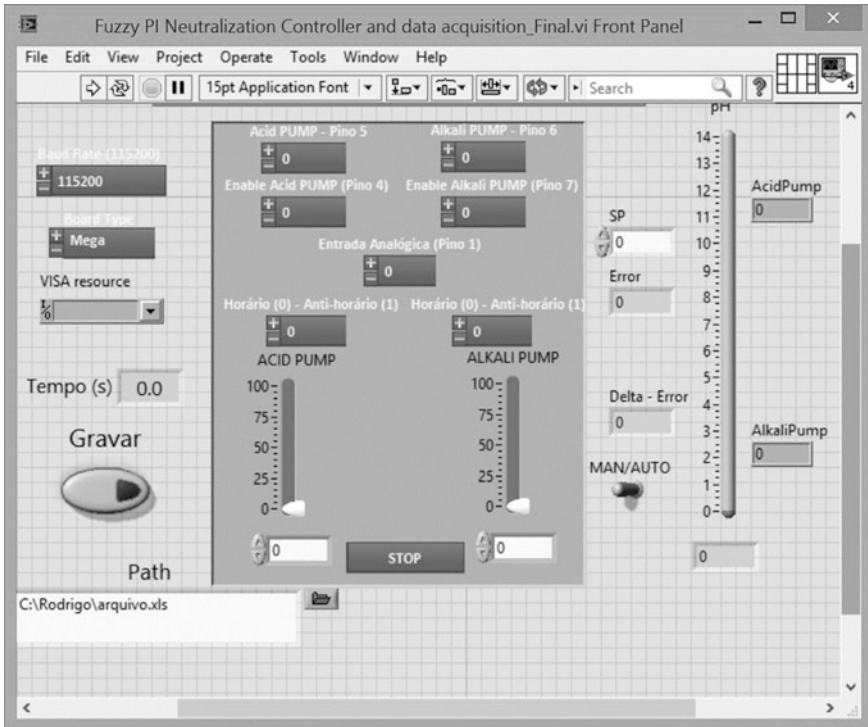 Fuzzy PI Neutralization Controller and data acquisition_Final.vi Front Panel
File Edit View Project Operate Tools Window Help
15pt Application Font
Search
4
pH
Acid PUMP - Pino 5
Alkali PUMP - Pino 6
0
0
Baud Rate (115200)
115200
Enable Acid PUMP (Pino 4)
Enable Alkali PUMP (Pino 7)
0
0
Board Type
Mega
Entrada Analógica (Pino 1)
0
VISA resource
I/O
Horário (0) - Anti-horário (1)
Horário (0) - Anti-horário (1)
0
0
ACID PUMP
ALKALI PUMP
100
75
50
25
0
100
75
50
25
0
0
0
STOP
Tempo (s) 0.0
Gravar
Path
C:\Rodrigo\arquivo.xls
SP
0
Error
0
Delta - Error
0
MAN/AUTO
14
13
12
11
10
9
8
7
6
5
4
3
2
1
0
0
AcidPump
0
AlkaliPump
0